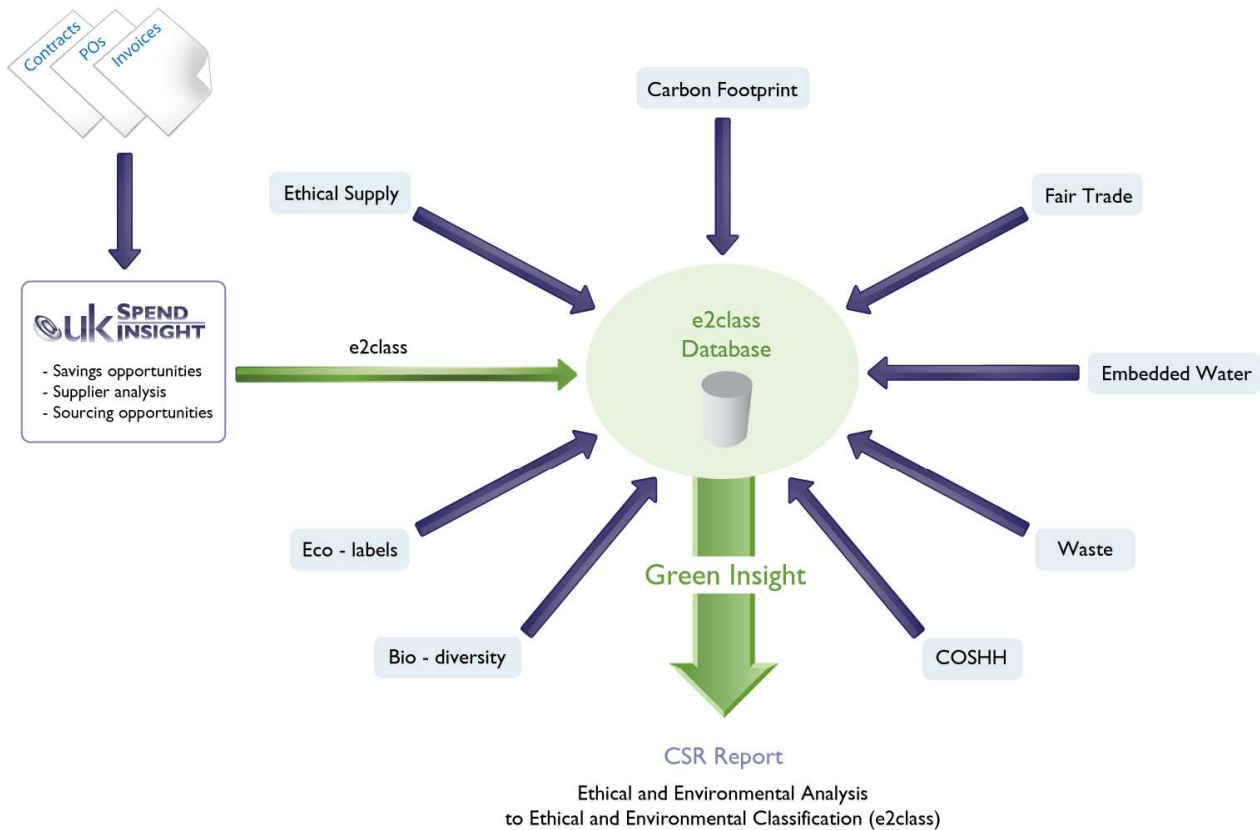 Contracts
POs
Invoices
Carbon Footprint
Ethical Supply
Fair Trade
uk SPEND
INSIGHT
- Savings opportunities
- Supplier analysis
- Sourcing opportunities
e2class
e2class
Database
Embedded Water
Eco - labels
Waste
Green Insight
Bio - diversity
COSHH
CSR Report
Ethical and Environmental Analysis
to Ethical and Environmental Classification (e2class)